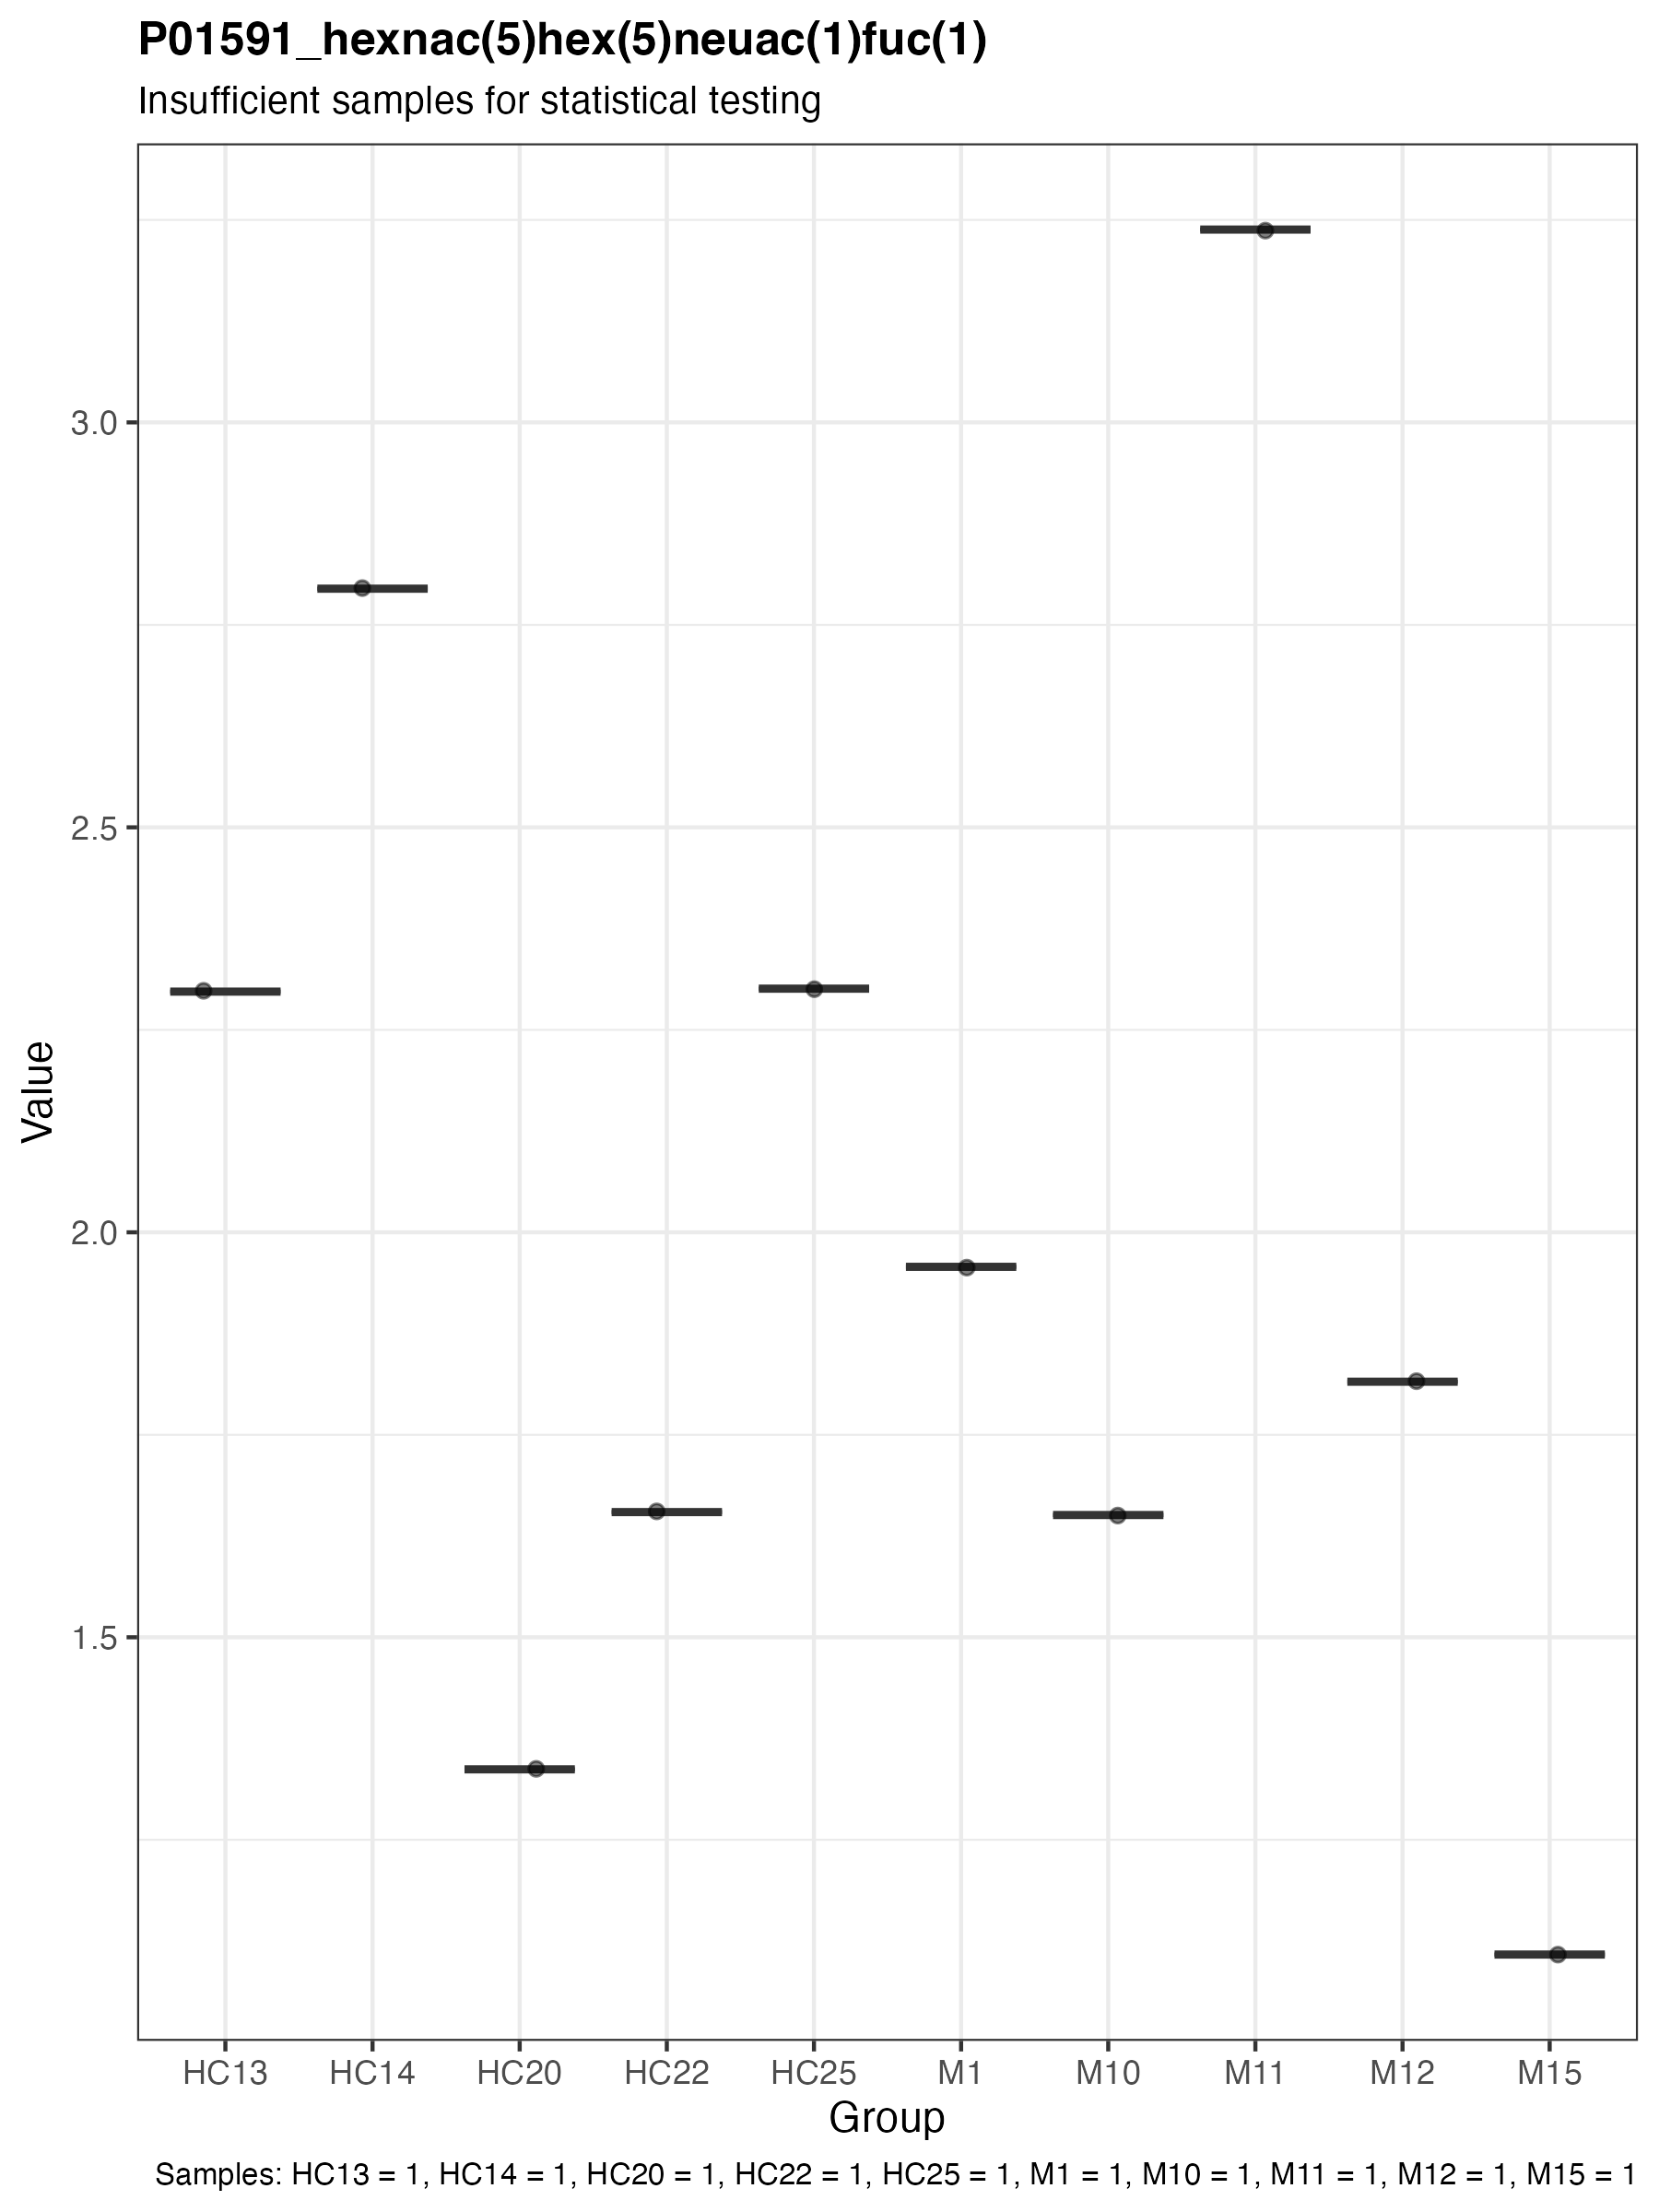 P01591_hexnac(5)hex(5)neuac(1)fuc(1)
Insufficient samples for statistical testing
3.0
2.5
2.0
1.5
Value
HC13 HC14 HC20 HC22 HC25 M1 M10 M11 M12 M15
Group
Samples: HC13 = 1, HC14 = 1, HC20 = 1, HC22 = 1, HC25 = 1, M1 = 1, M10 = 1, M11 = 1, M12 = 1, M15 = 1